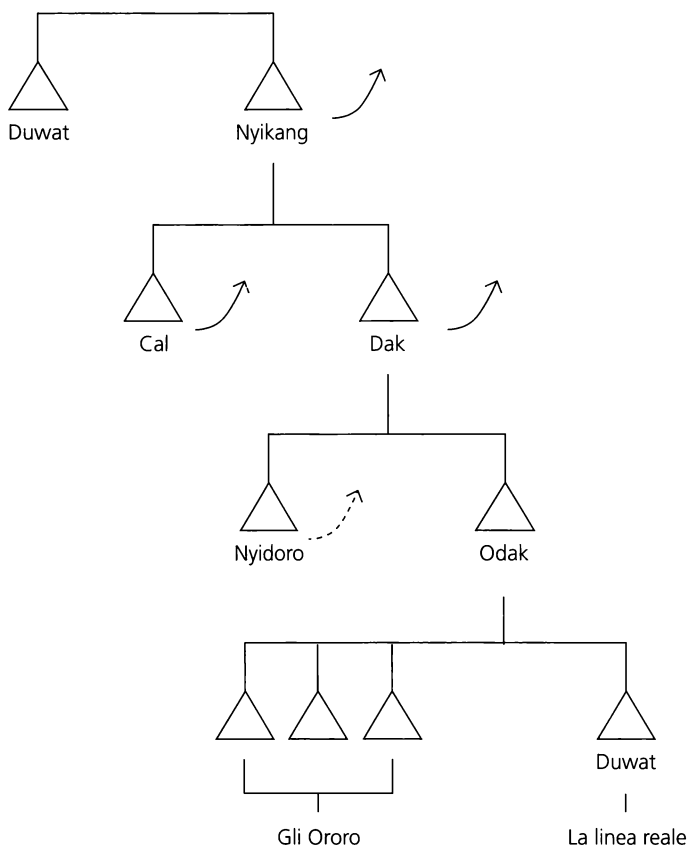 Duwat
Nyikang
Cal
Dak
Nyidoro
Odak
Duwat
Gli Ororo
La linea reale